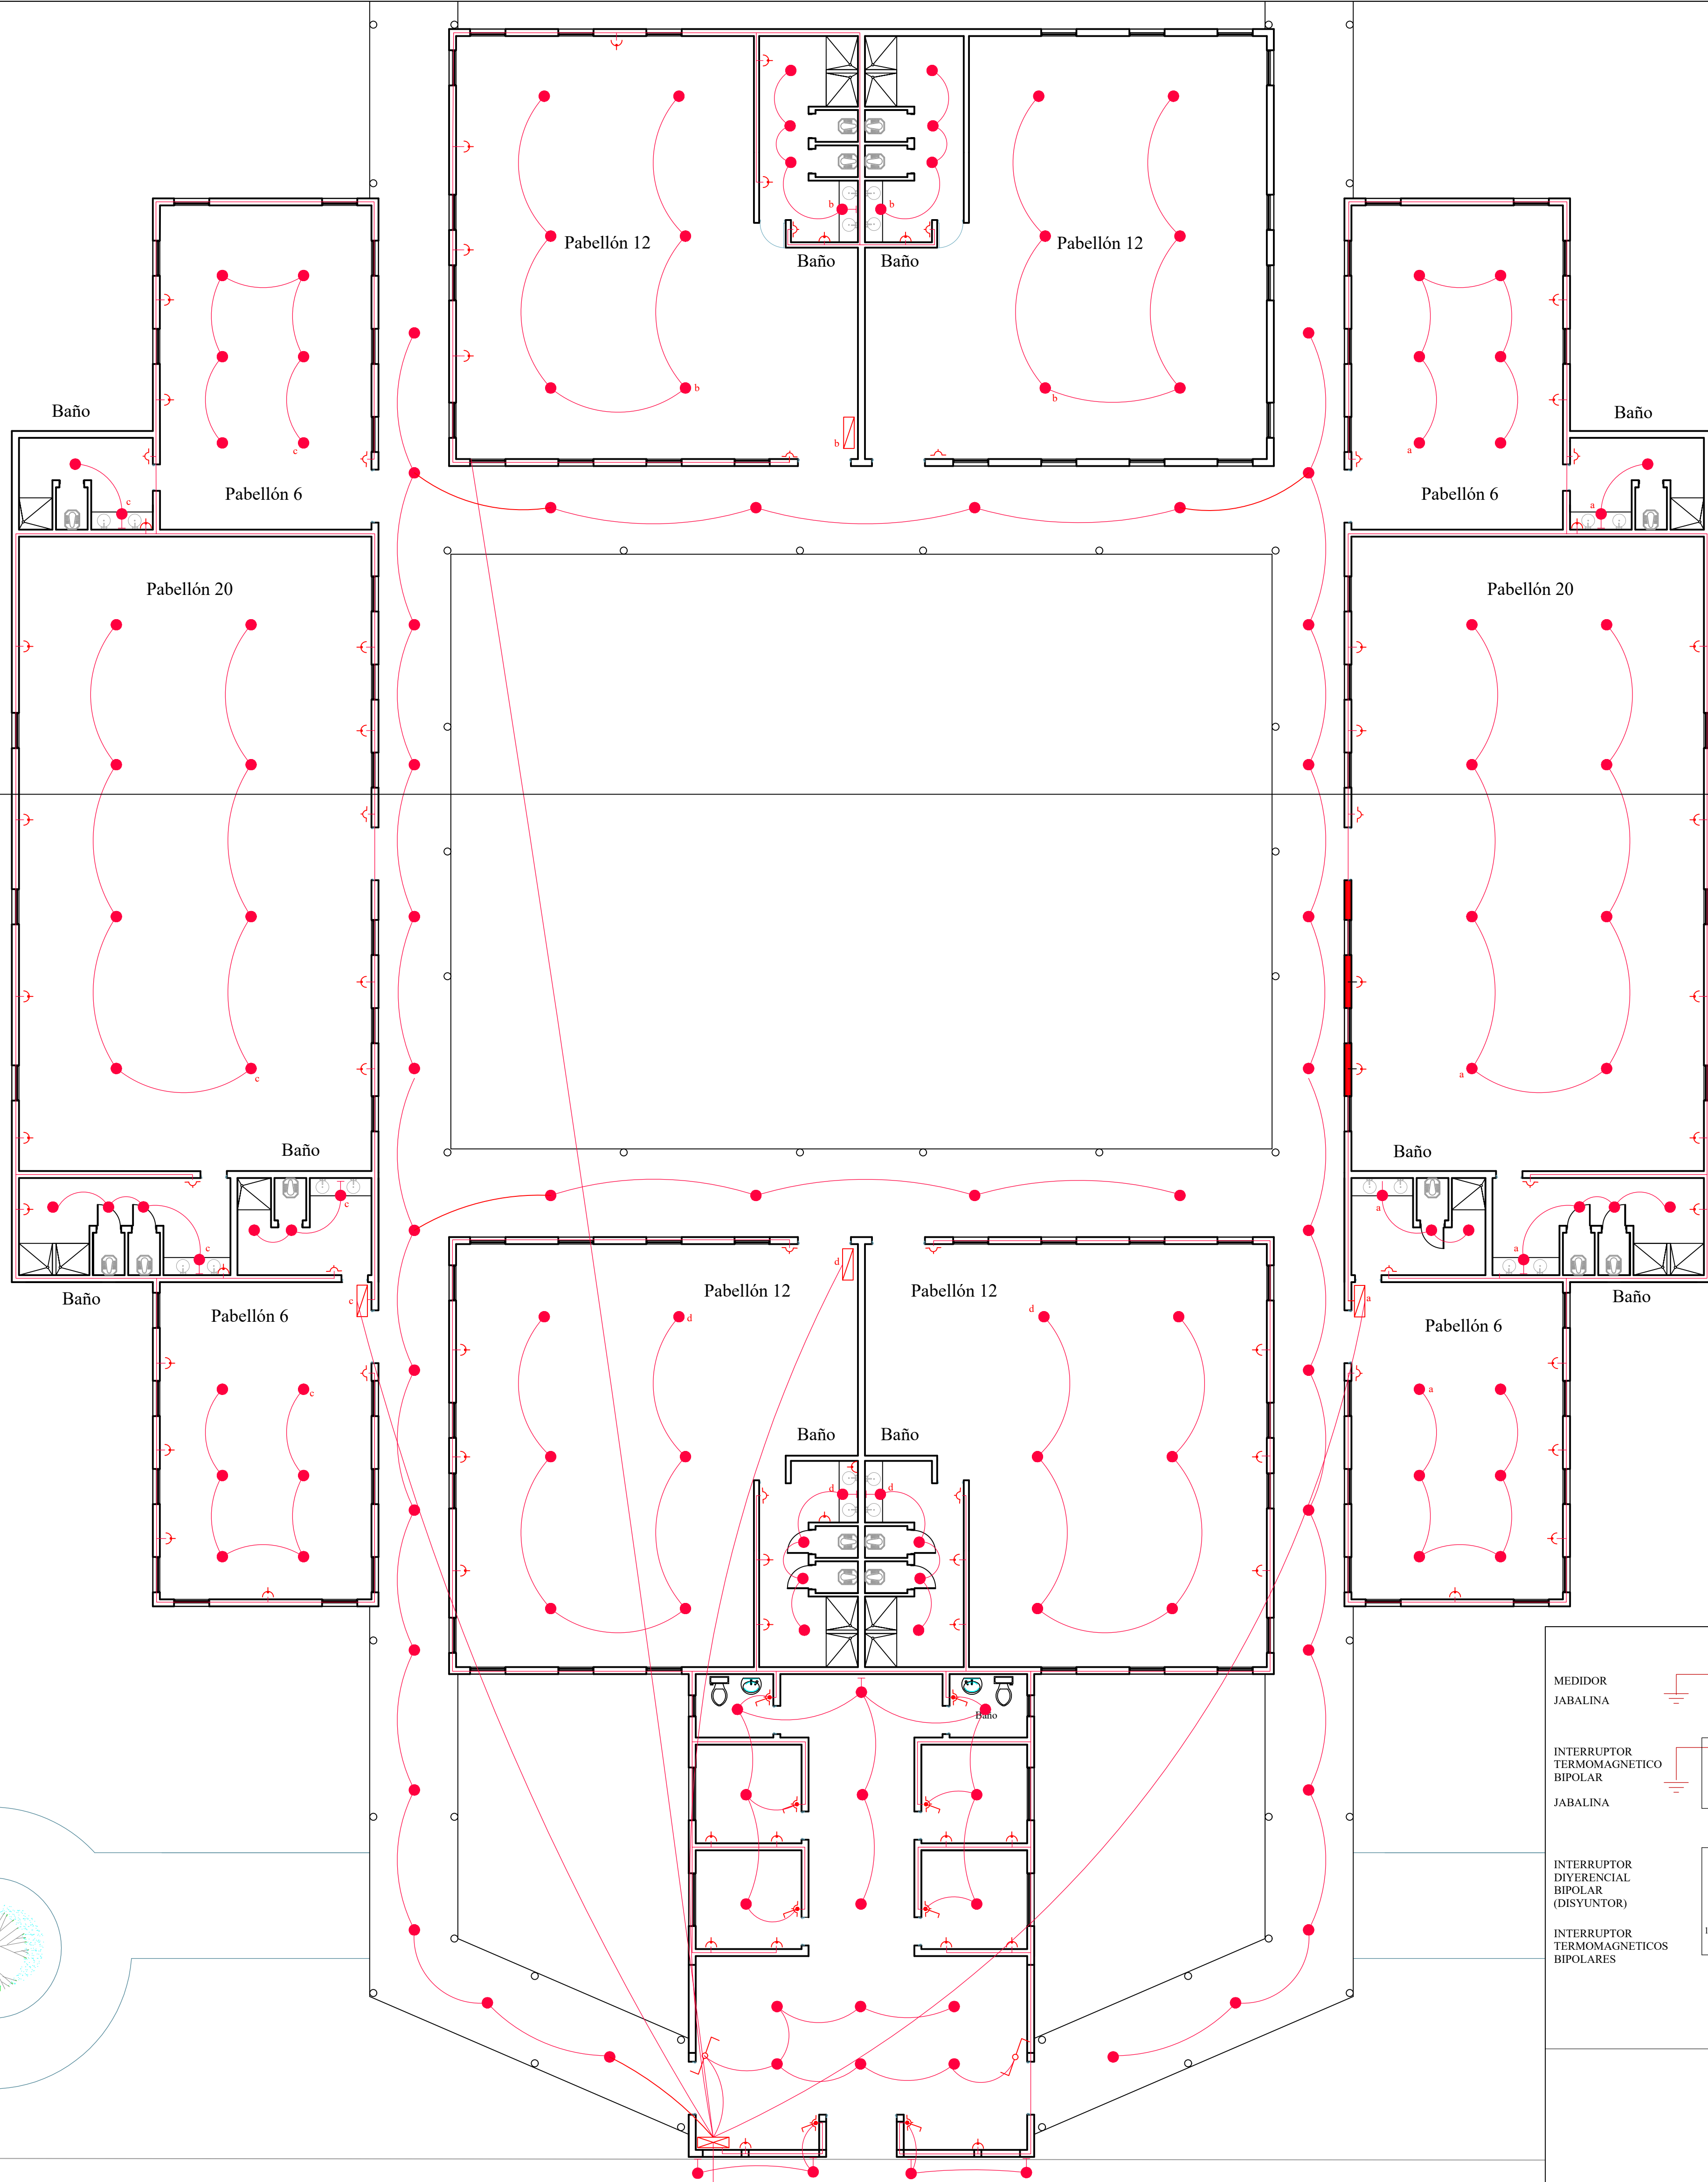 b
b
Pabellón 12
Pabellón 12
Baño
Baño
b
b
b
Baño
c
c
Pabellón 6
Baño
a
a
Pabellón 6
Pabellón 20
Pabellón 20
c
a
Baño
Baño
c
c
a
a
d
c
a
Baño
Pabellón 6
Pabellón 12
Pabellón 12
Baño
Pabellón 6
d
d
c
a
Baño
Baño
d
d
Baño
MEDIDOR
JABALINA
INTERRUPTOR
TERMOMAGNETICO
BIPOLAR
JABALINA
INTERRUPTOR
DIYERENCIAL
BIPOLAR
(DISYUNTOR)
INTERRUPTOR
TERMOMAGNETICOS
BIPOLARES